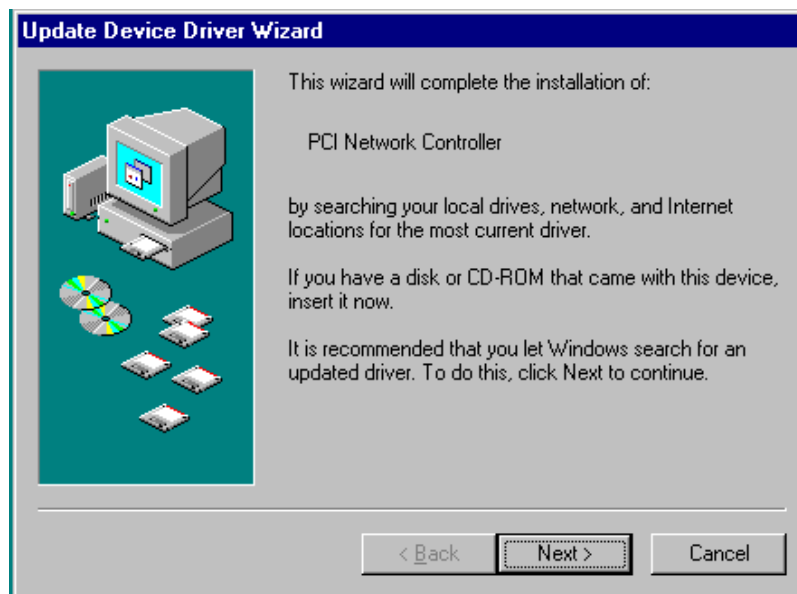 Update Device Driver Wizard
This wizard will complete the installation of:
PCI Network Controller
by searching your local drives, network, and Internet
locations for the most current driver.
If you have a disk or CD-ROM that came with this device,
insert it now.
It is recommended that you let Windows search for an
updated driver. To do this, click Next to continue.
< Back
Next >
Cancel